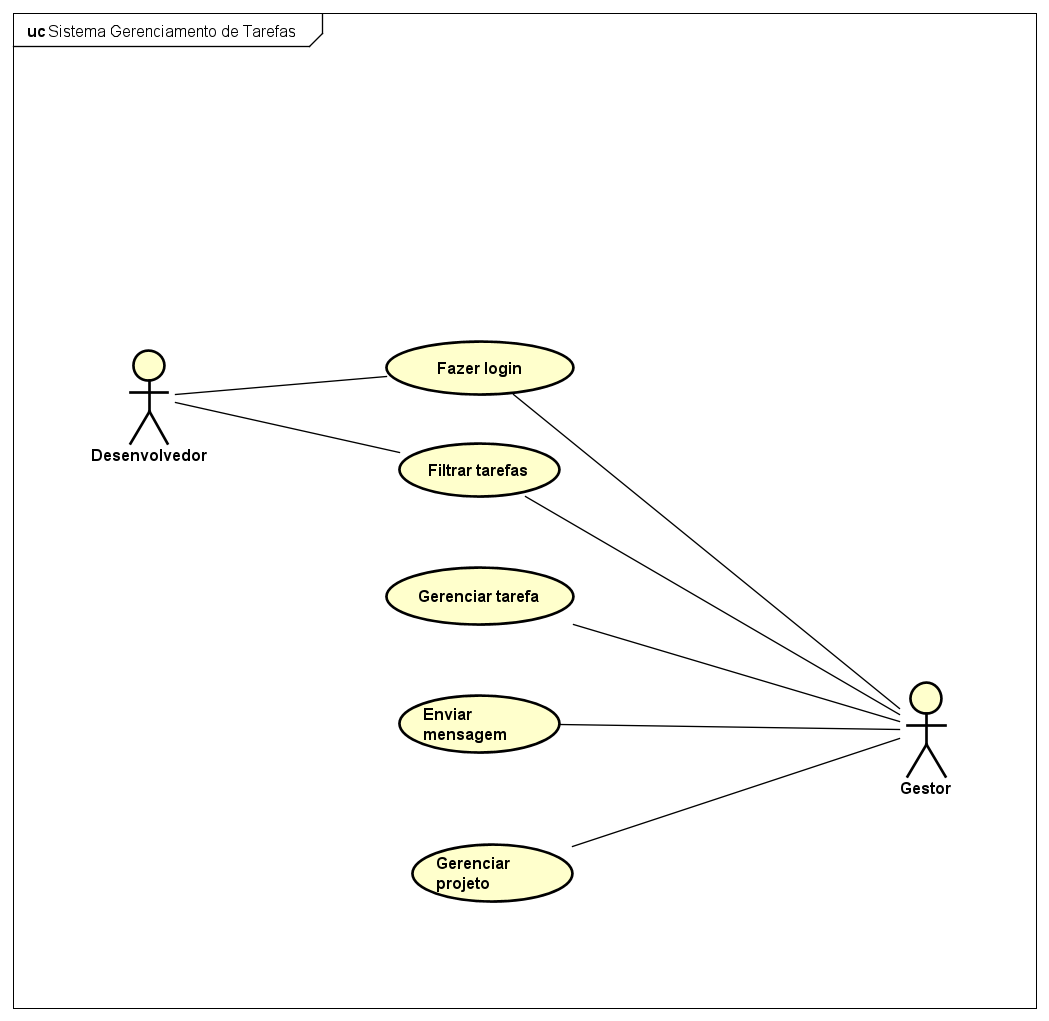 uc Sistema Gerenciamento de Tarefas
Fazer login
Desenvolvedor
Filtrar tarefas
Gerenciar tarefa
Enviar
mensagem
Gestor
Gerenciar
projeto